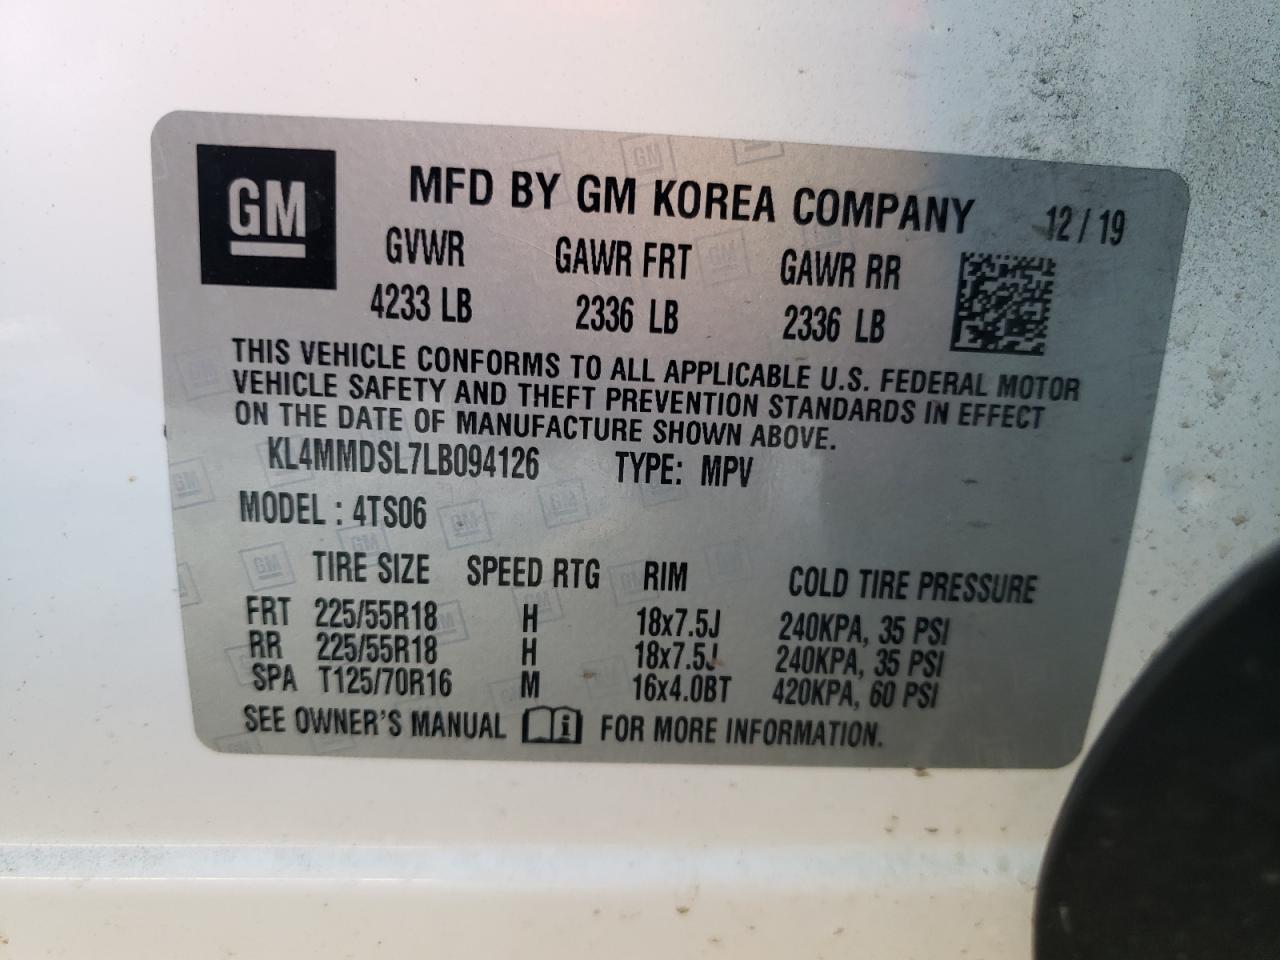 GM
MFD BY GM KOREA COMPANY 12/19
GVWR GAWR FRT GAWR RR
4233 LB 2336 LB 2336 LB
THIS VEHICLE CONFORMS TO ALL APPLICABLE U.S. FEDERAL MOTOR
VEHICLE SAFETY AND THEFT PREVENTION STANDARDS IN EFFECT
ON THE DATE OF MANUFACTURE SHOWN ABOVE.
KL4MMDSL7LB094126 TYPE: MPV
MODEL : 4TS06
TIRE SIZE SPEED RTG RIM COLD TIRE PRESSURE
FRT 225/55R18 H 18x7.5J 240KPA, 35 PSI
RR 225/55R18 H 18x7.5J 240KPA, 35 PSI
SPA T125/70R16 M 16x4.0BT 420KPA, 60 PSI
SEE OWNER'S MANUAL i FOR MORE INFORMATION.